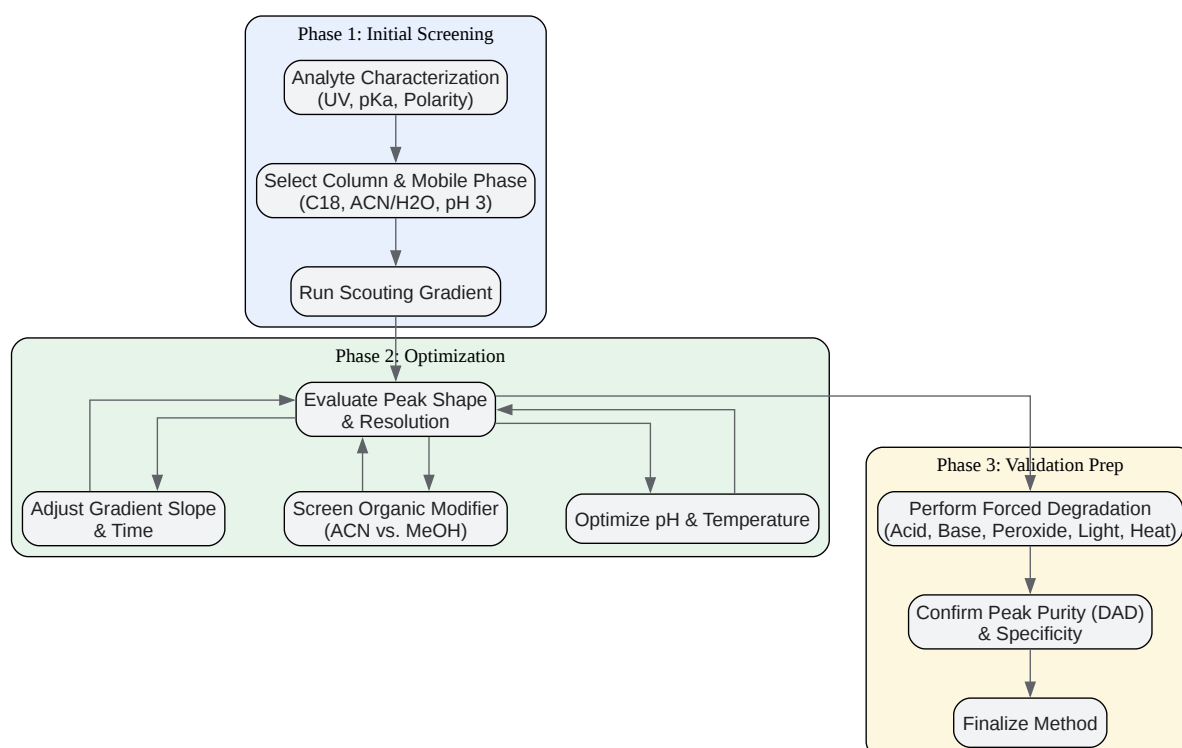 Phase 1: Initial Screening
Analyte Characterization
(UV, pKa, Polarity)
Select Column & Mobile Phase
(C18, ACN/H2O, pH 3)
Run Scouting Gradient
Phase 2: Optimization
Evaluate Peak Shape
& Resolution
Adjust Gradient Slope
& Time
Screen Organic Modifier
(ACN vs. MeOH)
Optimize pH & Temperature
Phase 3: Validation Prep
Perform Forced Degradation
(Acid, Base, Peroxide, Light, Heat)
Confirm Peak Purity (DAD)
& Specificity
Finalize Method